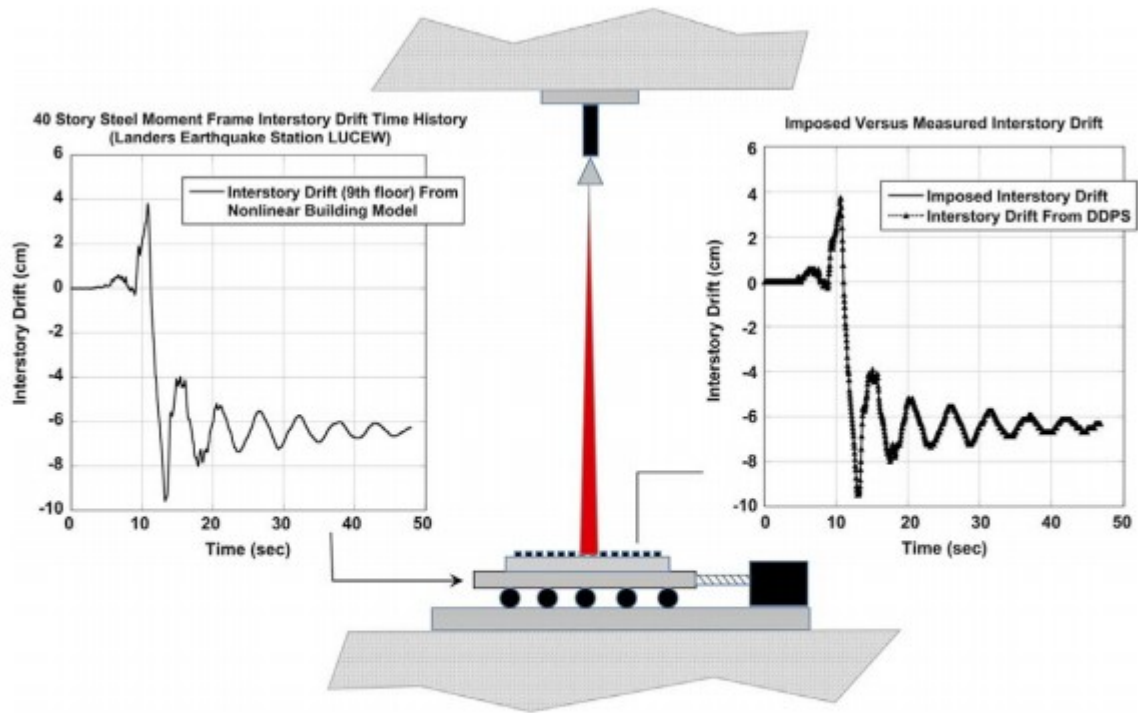 40 Story Steel Moment Frame Interstory Drift Time History
(Landers Earthquake Station LUCEW)
6
4
2
0
-2
-4
-6
-8
-10
Interstory Drift (cm)
Interstory Drift (9th floor) From
Nonlinear Building Model
0
10
20
30
40
50
Time (sec)
Imposed Versus Measured Interstory Drift
6
4
2
0
-2
-4
-6
-8
-10
Interstory Drift (cm)
Imposed Interstory Drift
Interstory Drift From DDPS
0
10
20
30
40
50
Time (sec)